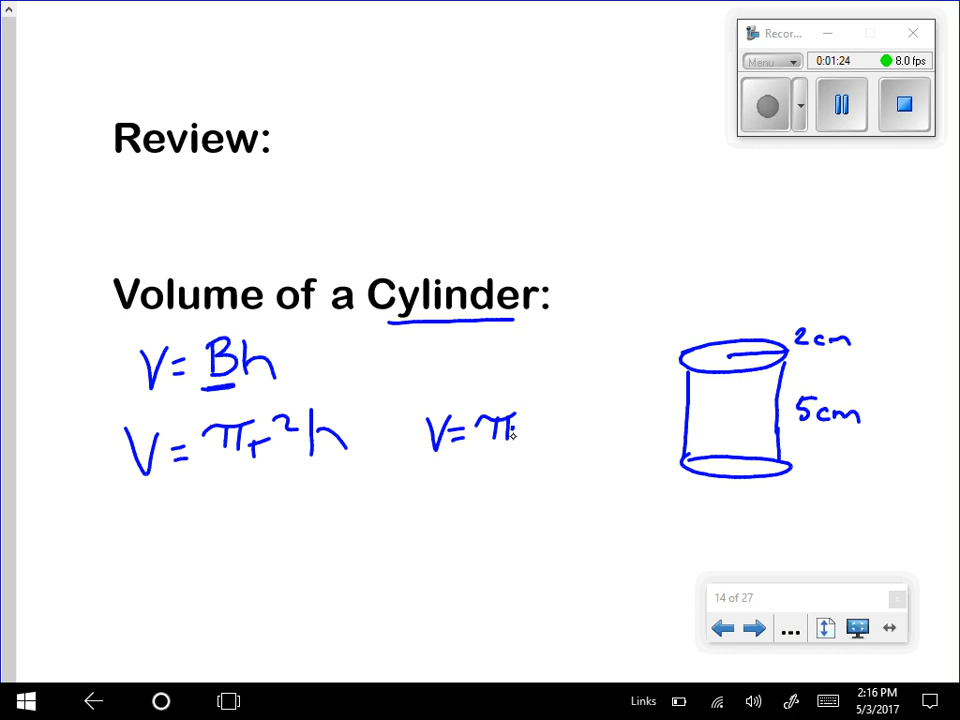 Recor...
Menu
0:01:24
8.0 fps
Review:
Volume of a Cylinder:
V = Bh
2cm
5cm
V = πr²h
V = π
14 of 27
...
Links
2:16 PM
5/3/2017